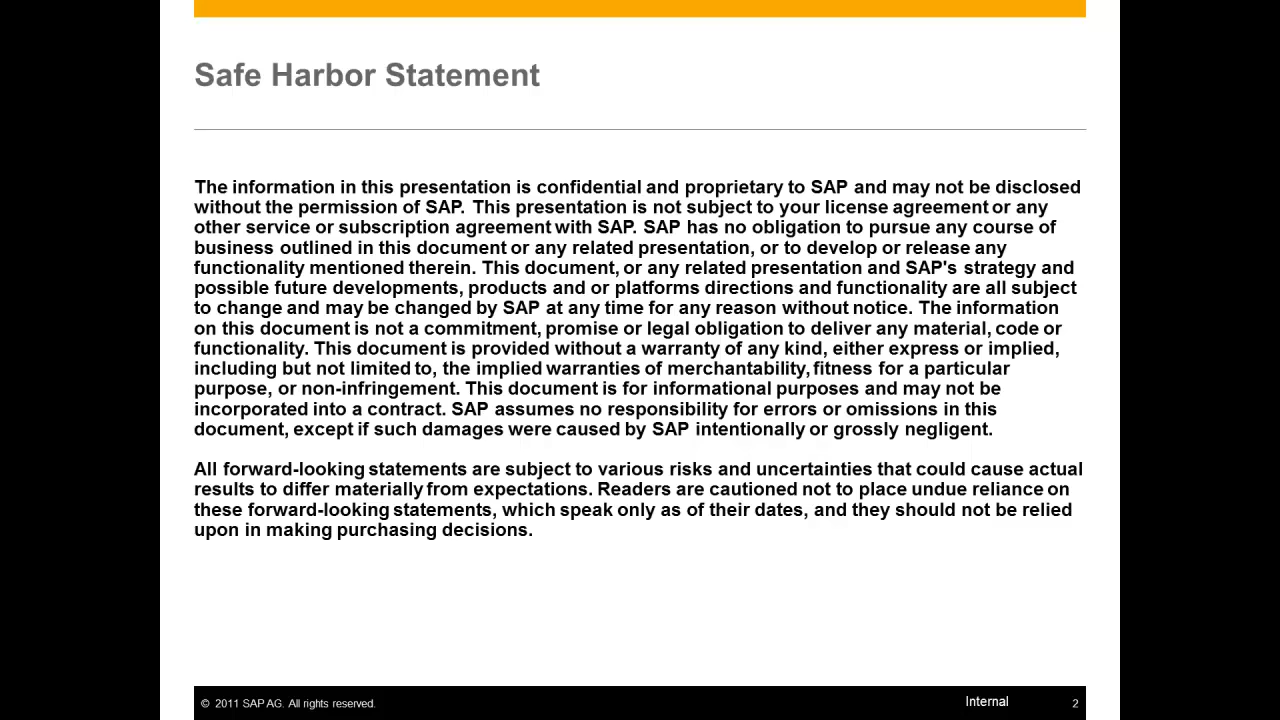 Safe Harbor Statement
The information in this presentation is confidential and proprietary to SAP and may not be disclosed
without the permission of SAP. This presentation is not subject to your license agreement or any
other service or subscription agreement with SAP. SAP has no obligation to pursue any course of
business outlined in this document or any related presentation, or to develop or release any
functionality mentioned therein. This document, or any related presentation and SAP's strategy and
possible future developments, products and or platforms directions and functionality are all subject
to change and may be changed by SAP at any time for any reason without notice. The information
on this document is not a commitment, promise or legal obligation to deliver any material, code or
functionality. This document is provided without a warranty of any kind, either express or implied,
including but not limited to, the implied warranties of merchantability, fitness for a particular
purpose, or non-infringement. This document is for informational purposes and may not be
incorporated into a contract. SAP assumes no responsibility for errors or omissions in this
document, except if such damages were caused by SAP intentionally or grossly negligent.
All forward-looking statements are subject to various risks and uncertainties that could cause actual
results to differ materially from expectations. Readers are cautioned not to place undue reliance on
these forward-looking statements, which speak only as of their dates, and they should not be relied
upon in making purchasing decisions.
© 2011 SAP AG. All rights reserved. Internal 2